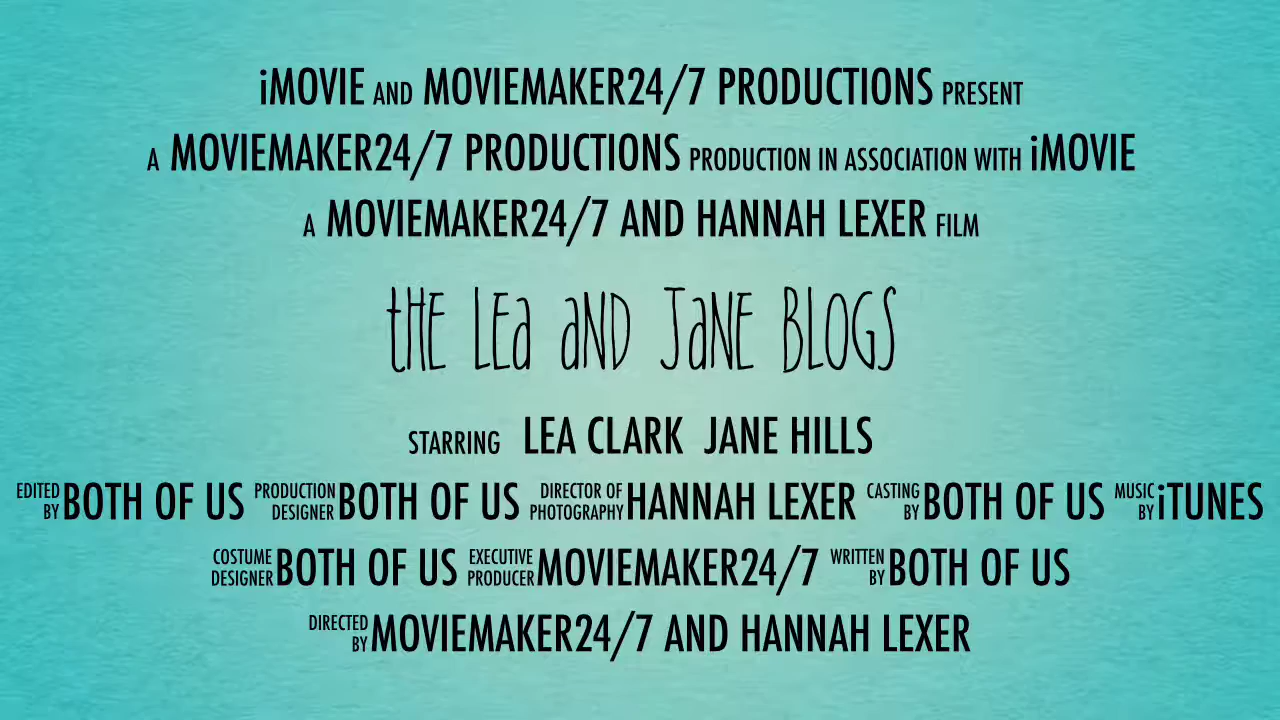 iMOVIE AND MOVIEMAKER24/7 PRODUCTIONS PRESENT
A MOVIEMAKER24/7 PRODUCTIONS PRODUCTION IN ASSOCIATION WITH iMOVIE
A MOVIEMAKER24/7 AND HANNAH LEXER FILM
tHE LEa aND JaNE BLOGS
STARRING LEA CLARK JANE HILLS
EDITED BY BOTH OF US PRODUCTION DESIGNER BOTH OF US DIRECTOR OF PHOTOGRAPHY HANNAH LEXER CASTING BY BOTH OF US MUSIC BY iTUNES
COSTUME DESIGNER BOTH OF US EXECUTIVE PRODUCER MOVIEMAKER24/7 WRITTEN BY BOTH OF US
DIRECTED BY MOVIEMAKER24/7 AND HANNAH LEXER